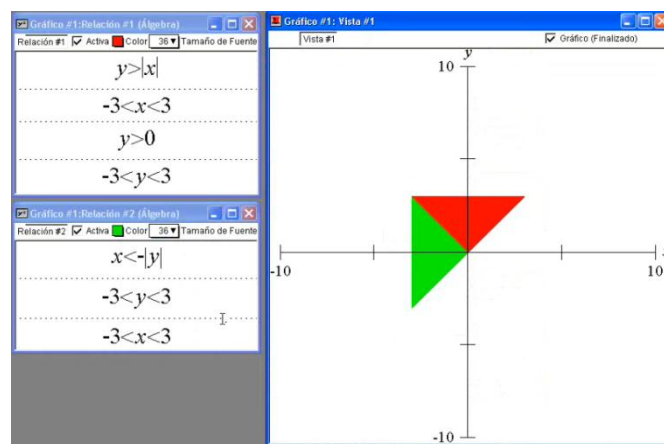 Gráfico #1:Relación #1 (Álgebra)
Relación #1 Activa Color 36 Tamaño de Fuente
y>|x|
-3<x<3
y>0
-3<y<3
Gráfico #1:Relación #2 (Álgebra)
Relación #2 Activa Color 36 Tamaño de Fuente
x<-|y|
-3<y<3
-3<x<3
Gráfico #1: Vista #1
Vista #1 Gráfico (Finalizado)
y
10
-10
10
-10